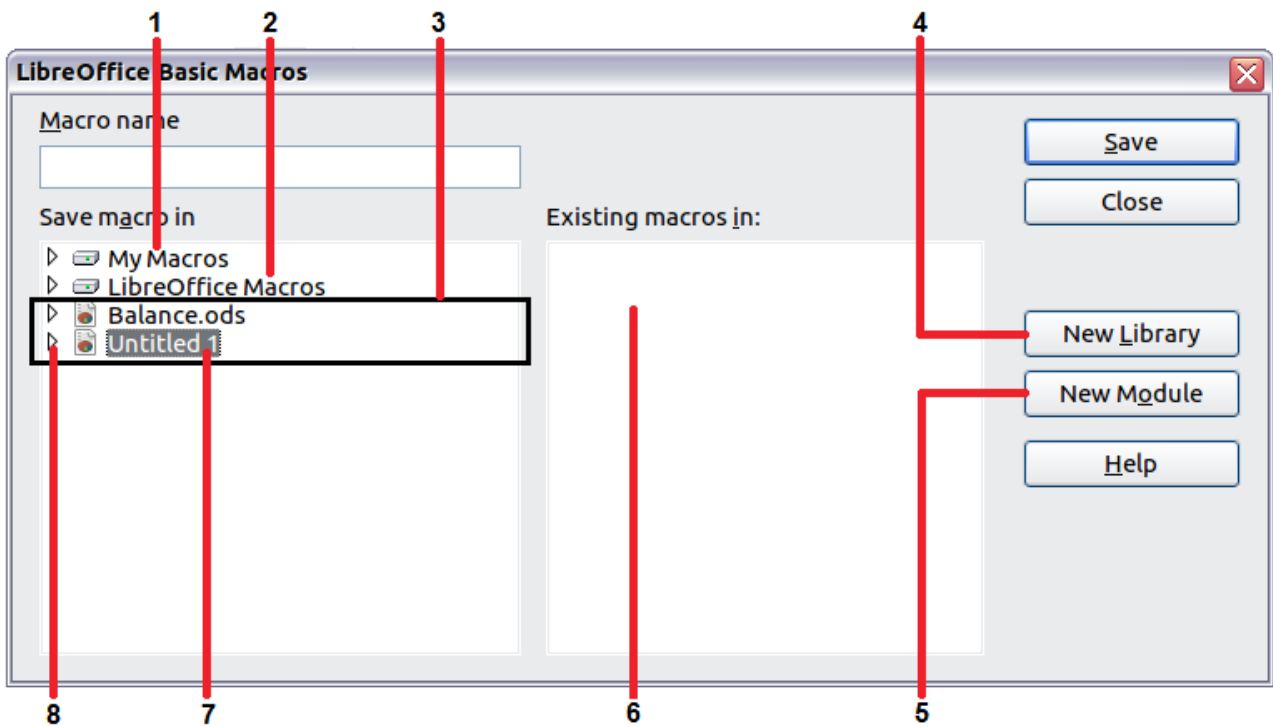 1 2 3 4
LibreOffice Basic Macros
Macro name
Save
Close
Save macro in
Existing macros in:
My Macros
LibreOffice Macros
Balance.ods
Untitled 1
New Library
New Module
Help
8 7 6 5